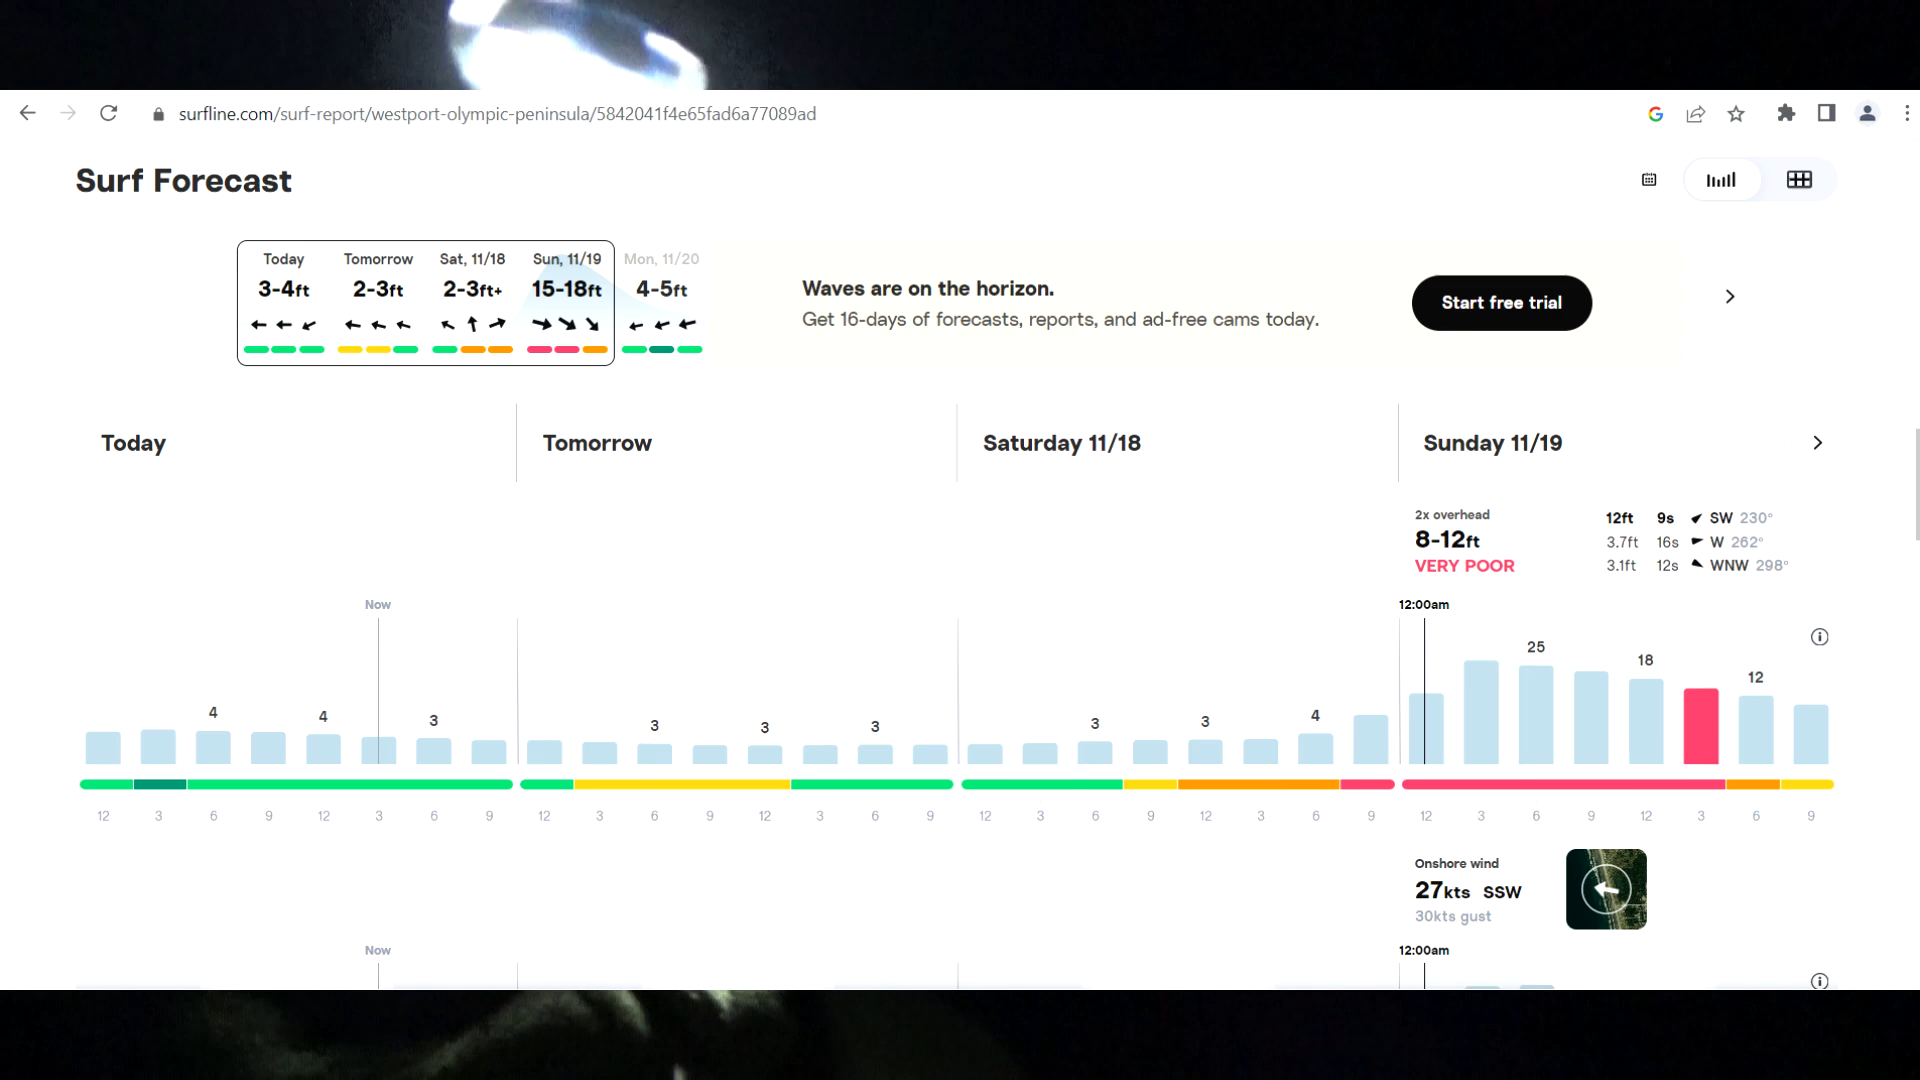 surfline.com/surf-report/westport-olympic-peninsula/5842041f4e65fad6a77089ad
Surf Forecast
Today Tomorrow Sat, 11/18 Sun, 11/19 Mon, 11/20
3-4ft 2-3ft 2-3ft+ 15-18ft 4-5ft
Waves are on the horizon.
Get 16-days of forecasts, reports, and ad-free cams today.
Start free trial
Today Tomorrow Saturday 11/18 Sunday 11/19
2x overhead
8-12ft
VERY POOR
12ft 9s SW 230°
3.7ft 16s W 262°
3.1ft 12s WNW 298°
Now 12:00am
4 4 3 3 3 3 3 3 4 25 18 12
12 3 6 9 12 3 6 9 12 3 6 9 12 3 6 9 12 3 6 9 12 3 6 9 12 3 6 9 12 3 6 9
Onshore wind
27kts SSW
30kts gust
Now 12:00am